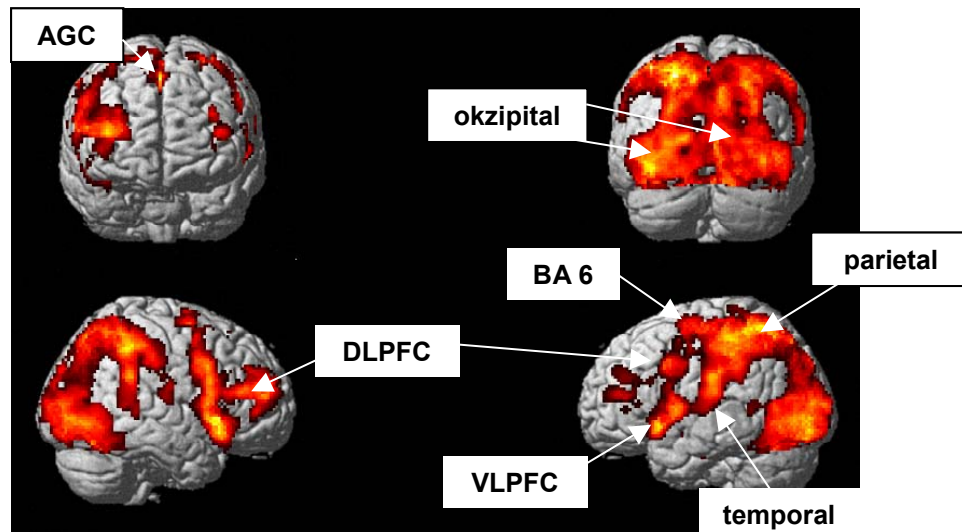 AGC
okzipital
BA 6
parietal
DLPFC
VLPFC
temporal